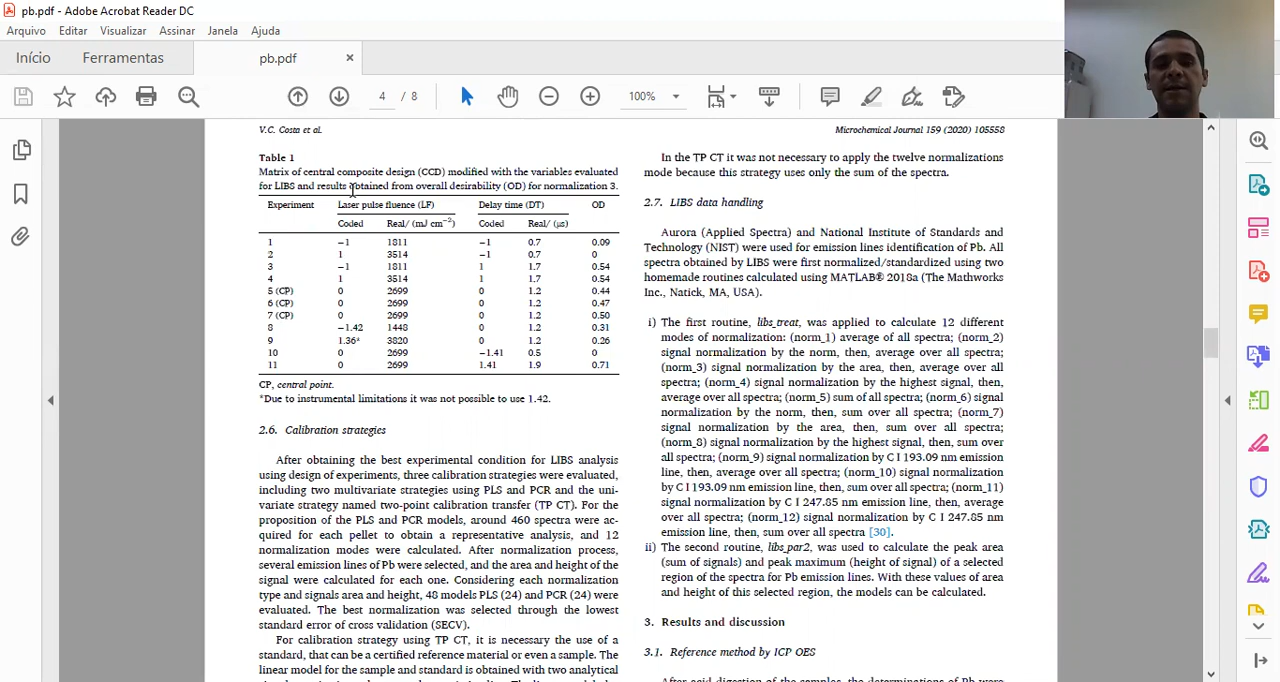 pb.pdf - Adobe Acrobat Reader DC
Arquivo Editar Visualizar Assinar Janela Ajuda
Início Ferramentas pb.pdf ×
4 / 8 100%
V.C. Costa et al.
Microchemical Journal 159 (2020) 105558
Table 1
Matrix of central composite design (CCD) modified with the variables evaluated
for LIBS and results obtained from overall desirability (OD) for normalization 3.
Experiment Laser pulse fluence (LF) Delay time (DT) OD
Coded Real/ (mJ cm−2) Coded Real/ (μs)
1 −1 1811 −1 0.7 0.09
2 1 3514 −1 0.7 0
3 −1 1811 1 1.7 0.54
4 1 3514 1 1.7 0.54
5 (CP) 0 2699 0 1.2 0.44
6 (CP) 0 2699 0 1.2 0.47
7 (CP) 0 2699 0 1.2 0.50
8 −1.42 1448 0 1.2 0.31
9 1.36* 3820 0 1.2 0.26
10 0 2699 −1.41 0.5 0
11 0 2699 1.41 1.9 0.71
CP, central point.
*Due to instrumental limitations it was not possible to use 1.42.
2.6. Calibration strategies
After obtaining the best experimental condition for LIBS analysis
using design of experiments, three calibration strategies were evaluated,
including two multivariate strategies using PLS and PCR and the uni-
variate strategy named two-point calibration transfer (TP CT). For the
proposition of the PLS and PCR models, around 460 spectra were ac-
quired for each pellet to obtain a representative analysis, and 12
normalization modes were calculated. After normalization process,
several emission lines of Pb were selected, and the area and height of the
signal were calculated for each one. Considering each normalization
type and signals area and height, 48 models PLS (24) and PCR (24) were
evaluated. The best normalization was selected through the lowest
standard error of cross validation (SECV).
For calibration strategy using TP CT, it is necessary the use of a
standard, that can be a certified reference material or even a sample. The
linear model for the sample and standard is obtained with two analytical
In the TP CT it was not necessary to apply the twelve normalizations
mode because this strategy uses only the sum of the spectra.
2.7. LIBS data handling
Aurora (Applied Spectra) and National Institute of Standards and
Technology (NIST) were used for emission lines identification of Pb. All
spectra obtained by LIBS were first normalized/standardized using two
homemade routines calculated using MATLAB® 2018a (The Mathworks
Inc., Natick, MA, USA).
i) The first routine, libs_treat, was applied to calculate 12 different
modes of normalization: (norm_1) average of all spectra; (norm_2)
signal normalization by the norm, then, average over all spectra;
(norm_3) signal normalization by the area, then, average over all
spectra; (norm_4) signal normalization by the highest signal, then,
average over all spectra; (norm_5) sum of all spectra; (norm_6) signal
normalization by the norm, then, sum over all spectra; (norm_7)
signal normalization by the area, then, sum over all spectra;
(norm_8) signal normalization by the highest signal, then, sum over
all spectra; (norm_9) signal normalization by C I 193.09 nm emission
line, then, average over all spectra; (norm_10) signal normalization
by C I 193.09 nm emission line, then, sum over all spectra; (norm_11)
signal normalization by C I 247.85 nm emission line, then, average
over all spectra; (norm_12) signal normalization by C I 247.85 nm
emission line, then, sum over all spectra [30].
ii) The second routine, libs_par2, was used to calculate the peak area
(sum of signals) and peak maximum (height of signal) of a selected
region of the spectra for Pb emission lines. With these values of area
and height of this selected region, the models can be calculated.
3. Results and discussion
3.1. Reference method by ICP OES
After acid digestion of the samples, the determinations of Pb were